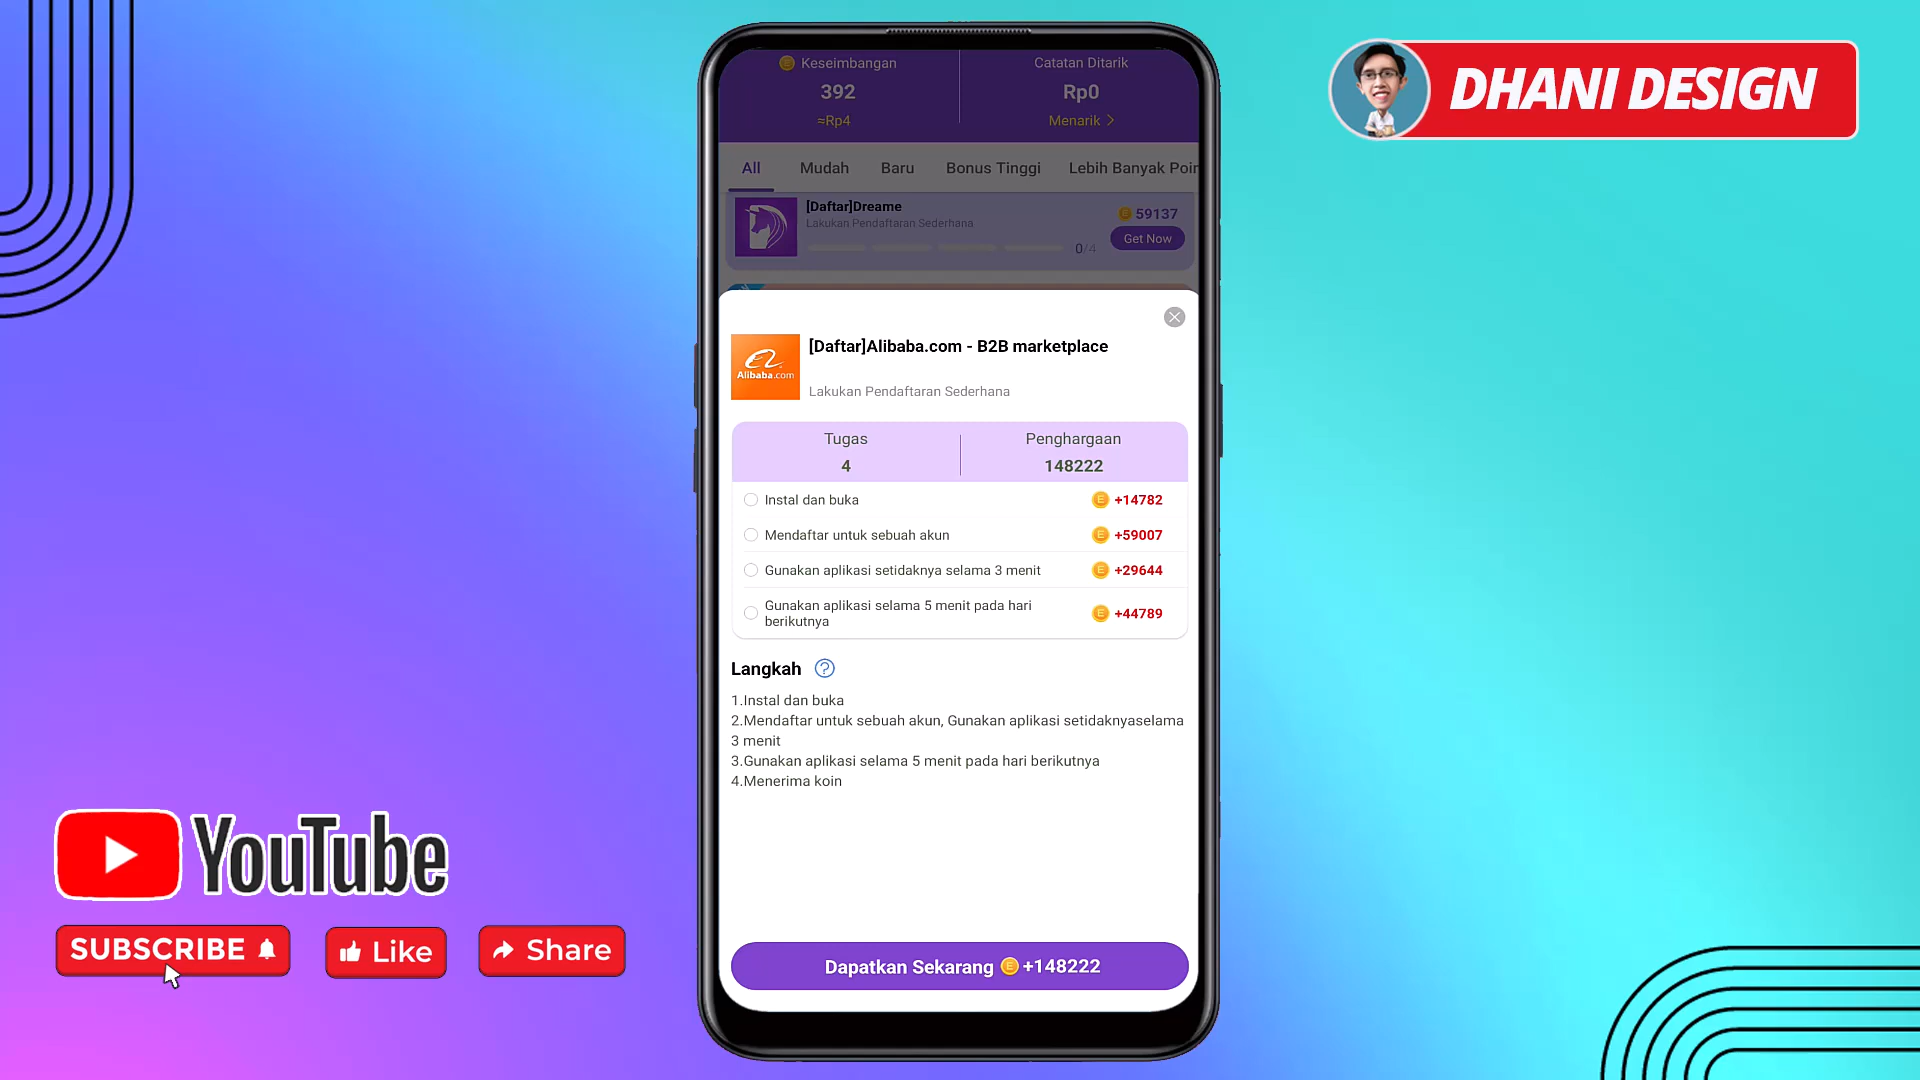 Keseimbangan
392
≈Rp4
Catatan Ditarik
Rp0
Menarik >
All Mudah Baru Bonus Tinggi Lebih Banyak Poin
[Daftar]Dreame
Lakukan Pendaftaran Sederhana
0/4
59137
Get Now
[Daftar]Alibaba.com - B2B marketplace
Alibaba.com
Lakukan Pendaftaran Sederhana
Tugas
4
Penghargaan
148222
Instal dan buka +14782
Mendaftar untuk sebuah akun +59007
Gunakan aplikasi setidaknya selama 3 menit +29644
Gunakan aplikasi selama 5 menit pada hari
berikutnya +44789
Langkah ?
1.Instal dan buka
2.Mendaftar untuk sebuah akun, Gunakan aplikasi setidaknyaselama
3 menit
3.Gunakan aplikasi selama 5 menit pada hari berikutnya
4.Menerima koin
Dapatkan Sekarang +148222
DHANI DESIGN
YouTube
SUBSCRIBE
Like
Share